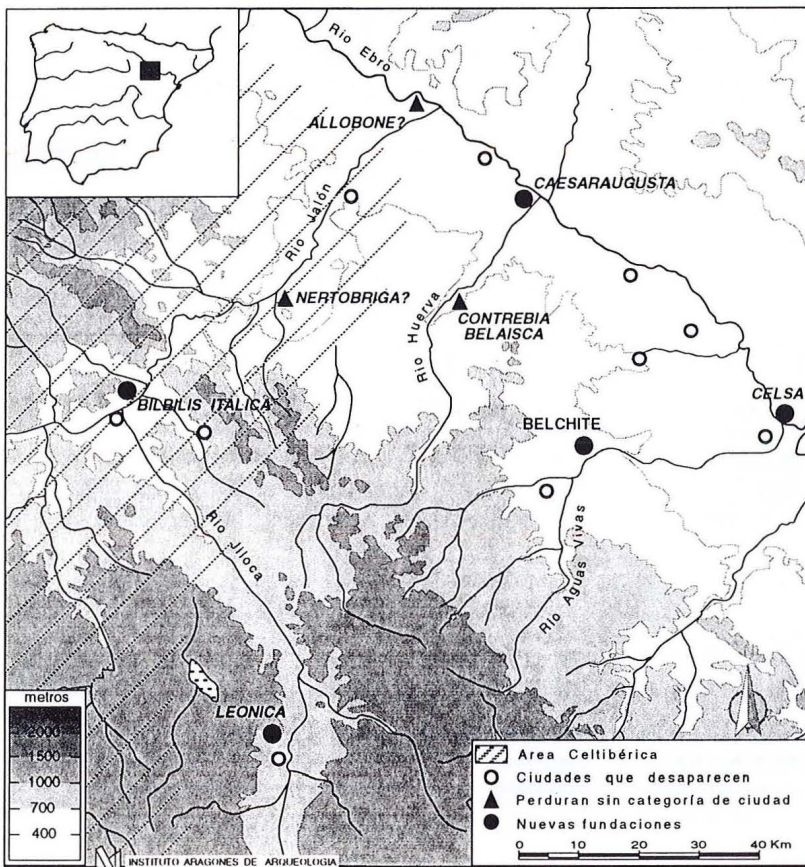 Río Ebro
ALLOBONE?
CAESARAUGUSTA
Río Jalón
NERTOBRIGA?
Río Huerva
CONTREBIA
BELAISCA
BILBILIS ITALICA
CELSA
BELCHITE
Río Jiloca
Río Aguas Vivas
LEONICA
metros
2000
1500
1000
700
400
Area Celtibérica
Ciudades que desaparecen
Perduran sin categoría de ciudad
Nuevas fundaciones
0 10 20 40 Km
INSTITUTO ARAGONES DE ARQUEOLOGIA